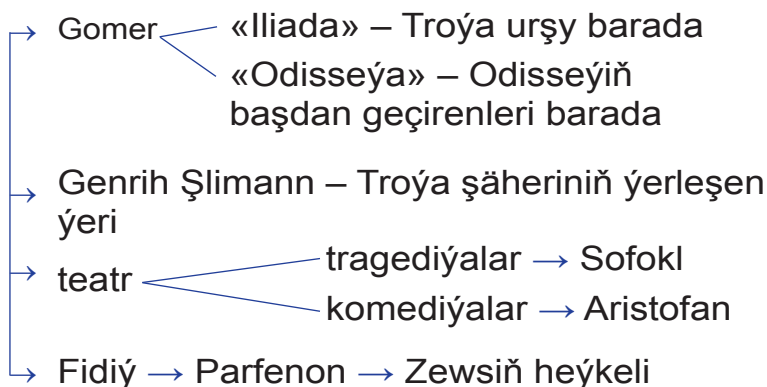 → Gomer
«Iliada» – Troýa urşy barada
«Odisseýa» – Odisseýiň
başdan geçirenleri barada
→ Genrih Şlimann – Troýa şäheriniň ýerleşen
ýeri
→ teatr
tragediýalar → Sofokl
komediýalar → Aristofan
→ Fidiý → Parfenon → Zewsiň heýkeli